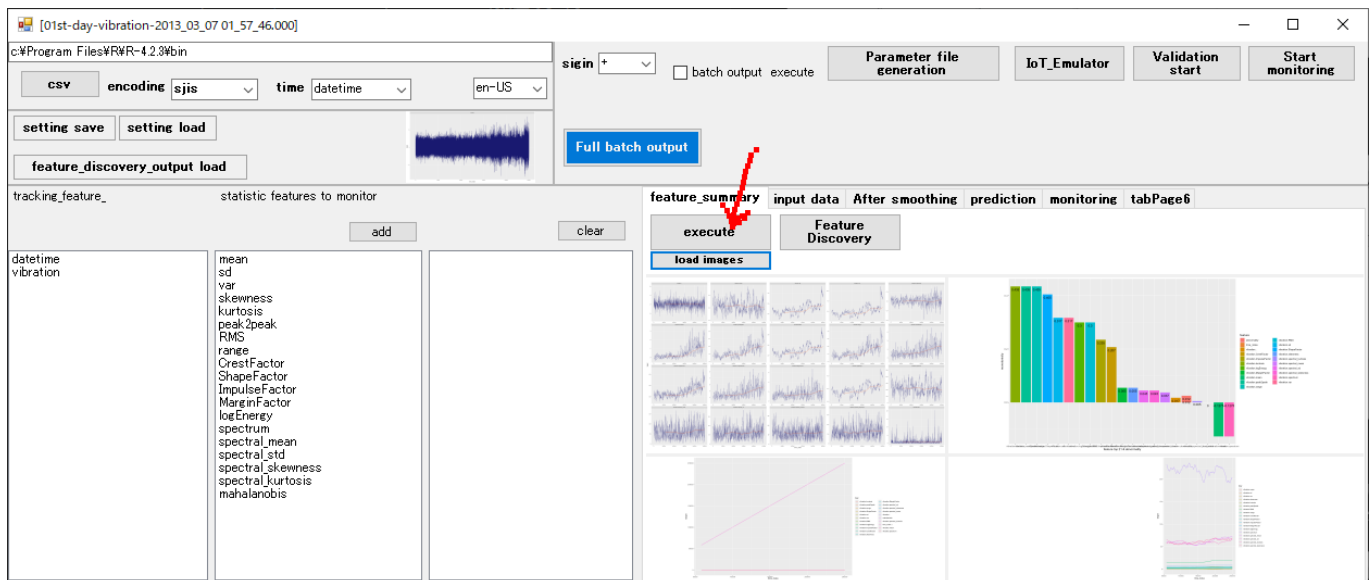 [01st-day-vibration-2013_03_07 01_57_46.000]
c:¥Program Files¥R¥R-4.2.3¥bin
csv
encoding
sjis
time
datetime
en-US
setting save
setting load
feature_discovery_output load
sigin
+
batch output execute
Parameter file
generation
IoT_Emulator
Validation
start
Start
monitoring
Full batch output
tracking_feature_
statistic features to monitor
add
clear
datetime
vibration
mean
sd
var
skewness
kurtosis
peak2peak
RMS
range
CrestFactor
ShapeFactor
ImpulseFactor
MarginFactor
logEnergy
spectrum
spectral_mean
spectral_std
spectral_skewness
spectral_kurtosis
mahalanobis
feature_summary
input data
After smoothing
prediction
monitoring
tabPage6
execute
Feature
Discovery
load images